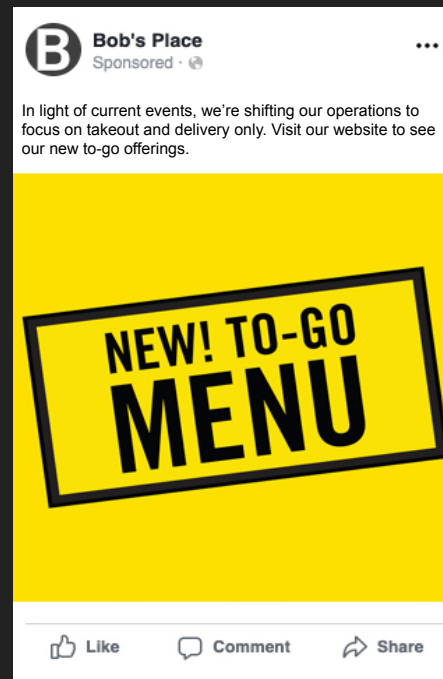 B
Bob's Place
Sponsored ·
In light of current events, we're shifting our operations to
focus on takeout and delivery only. Visit our website to see
our new to-go offerings.
NEW! TO-GO
MENU
Like Comment Share